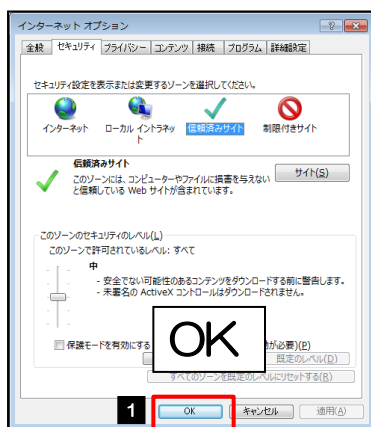 インターネット オプション
全般 セキュリティ プライバシー コンテンツ 接続 プログラム 詳細設定
セキュリティ設定を表示または変更するゾーンを選択してください。
インターネット ローカル イントラネット 信頼済みサイト 制限付きサイト
信頼済みサイト
サイト(S)
このゾーンには、コンピューターやファイルに損害を与えない
と信頼している Web サイトが含まれています。
このゾーンのセキュリティのレベル(L)
このゾーンで許可されているレベル: すべて
中
- 安全でない可能性のあるコンテンツをダウンロードする前に警告します。
- 未署名の ActiveX コントロールはダウンロードされません。
OK
保護モードを有効にする が必要)(P)
既定のレベル(D)
すべてのゾーンを既定のレベルにリセットする(R)
1 OK キャンセル 適用(A)